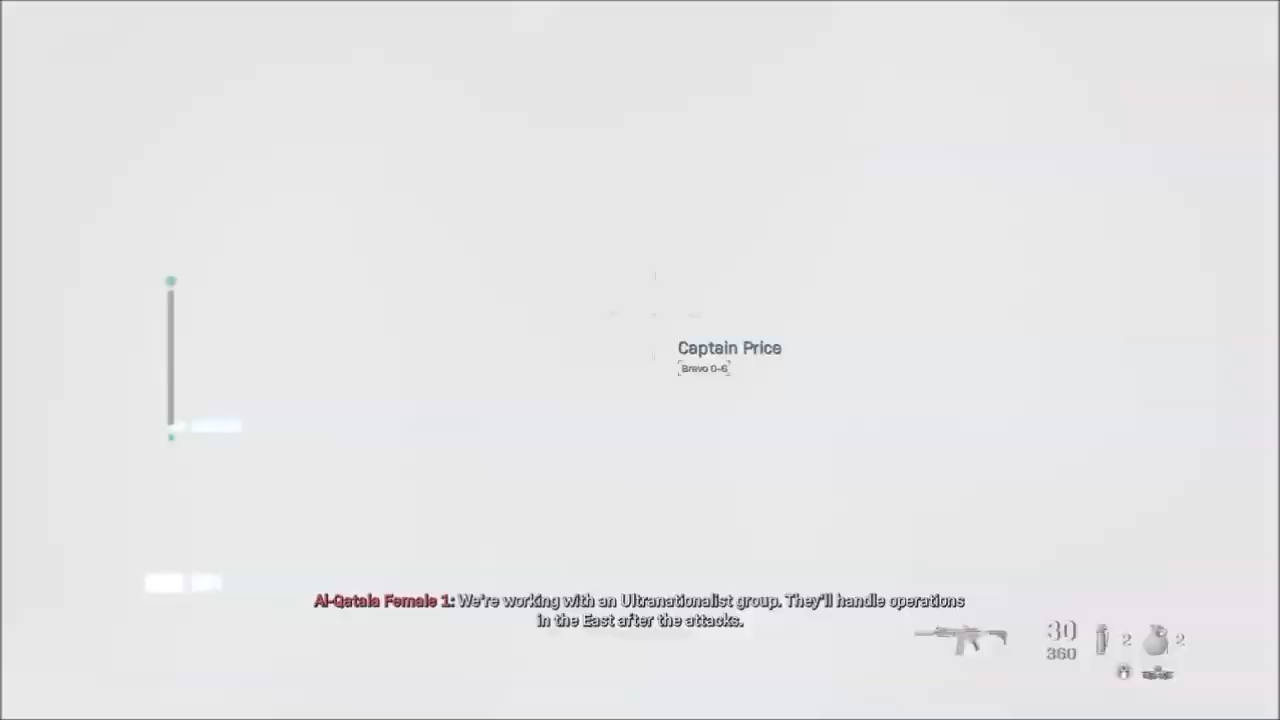 Captain Price
Bravo 0-6
Al-Qatala Female 1: We're working with an Ultranationalist group. They'll handle operations
in the East after the attacks.
30
2
2
360